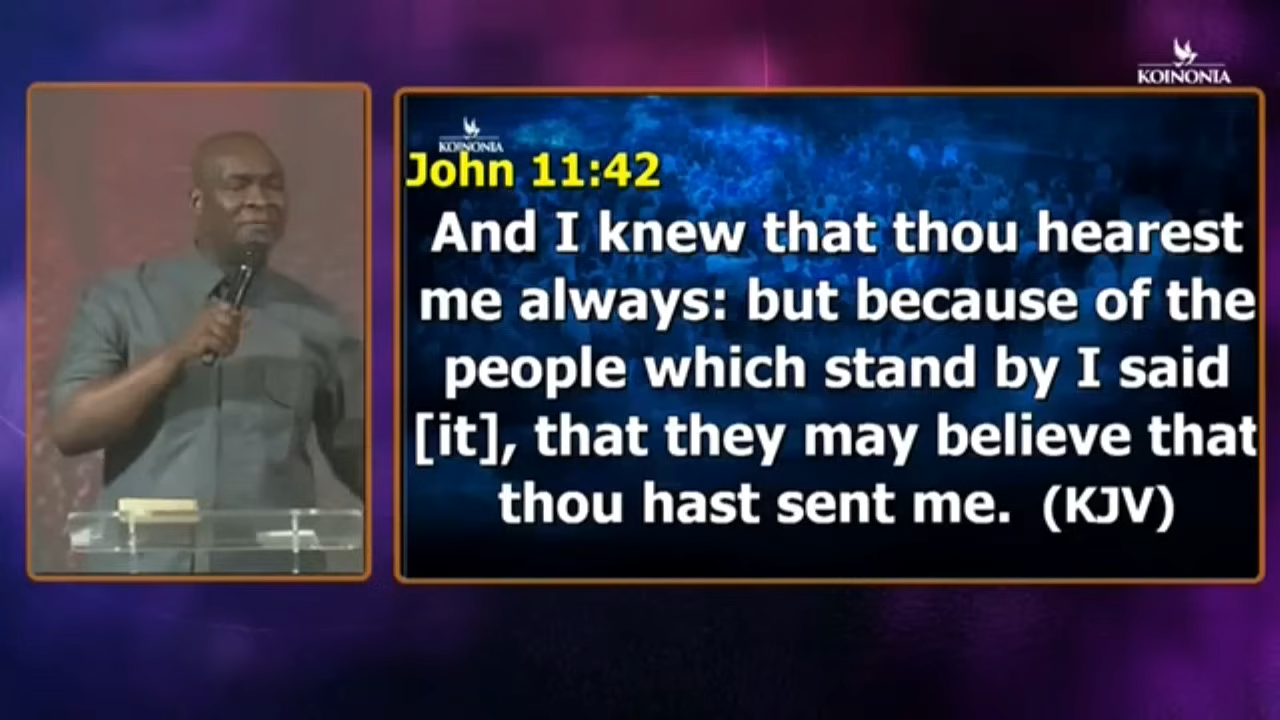 KOINONIA
KOINONIA
John 11:42
And I knew that thou hearest
me always: but because of the
people which stand by I said
[it], that they may believe that
thou hast sent me. (KJV)